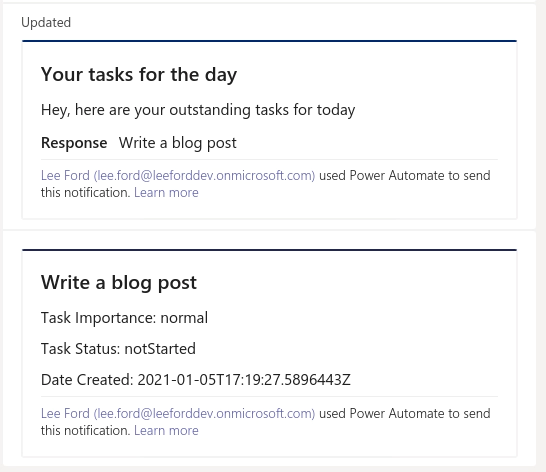 Updated
Your tasks for the day
Hey, here are your outstanding tasks for today
Response Write a blog post
Lee Ford (lee.ford@leeforddev.onmicrosoft.com) used Power Automate to send
this notification. Learn more
Write a blog post
Task Importance: normal
Task Status: notStarted
Date Created: 2021-01-05T17:19:27.5896443Z
Lee Ford (lee.ford@leeforddev.onmicrosoft.com) used Power Automate to send
this notification. Learn more